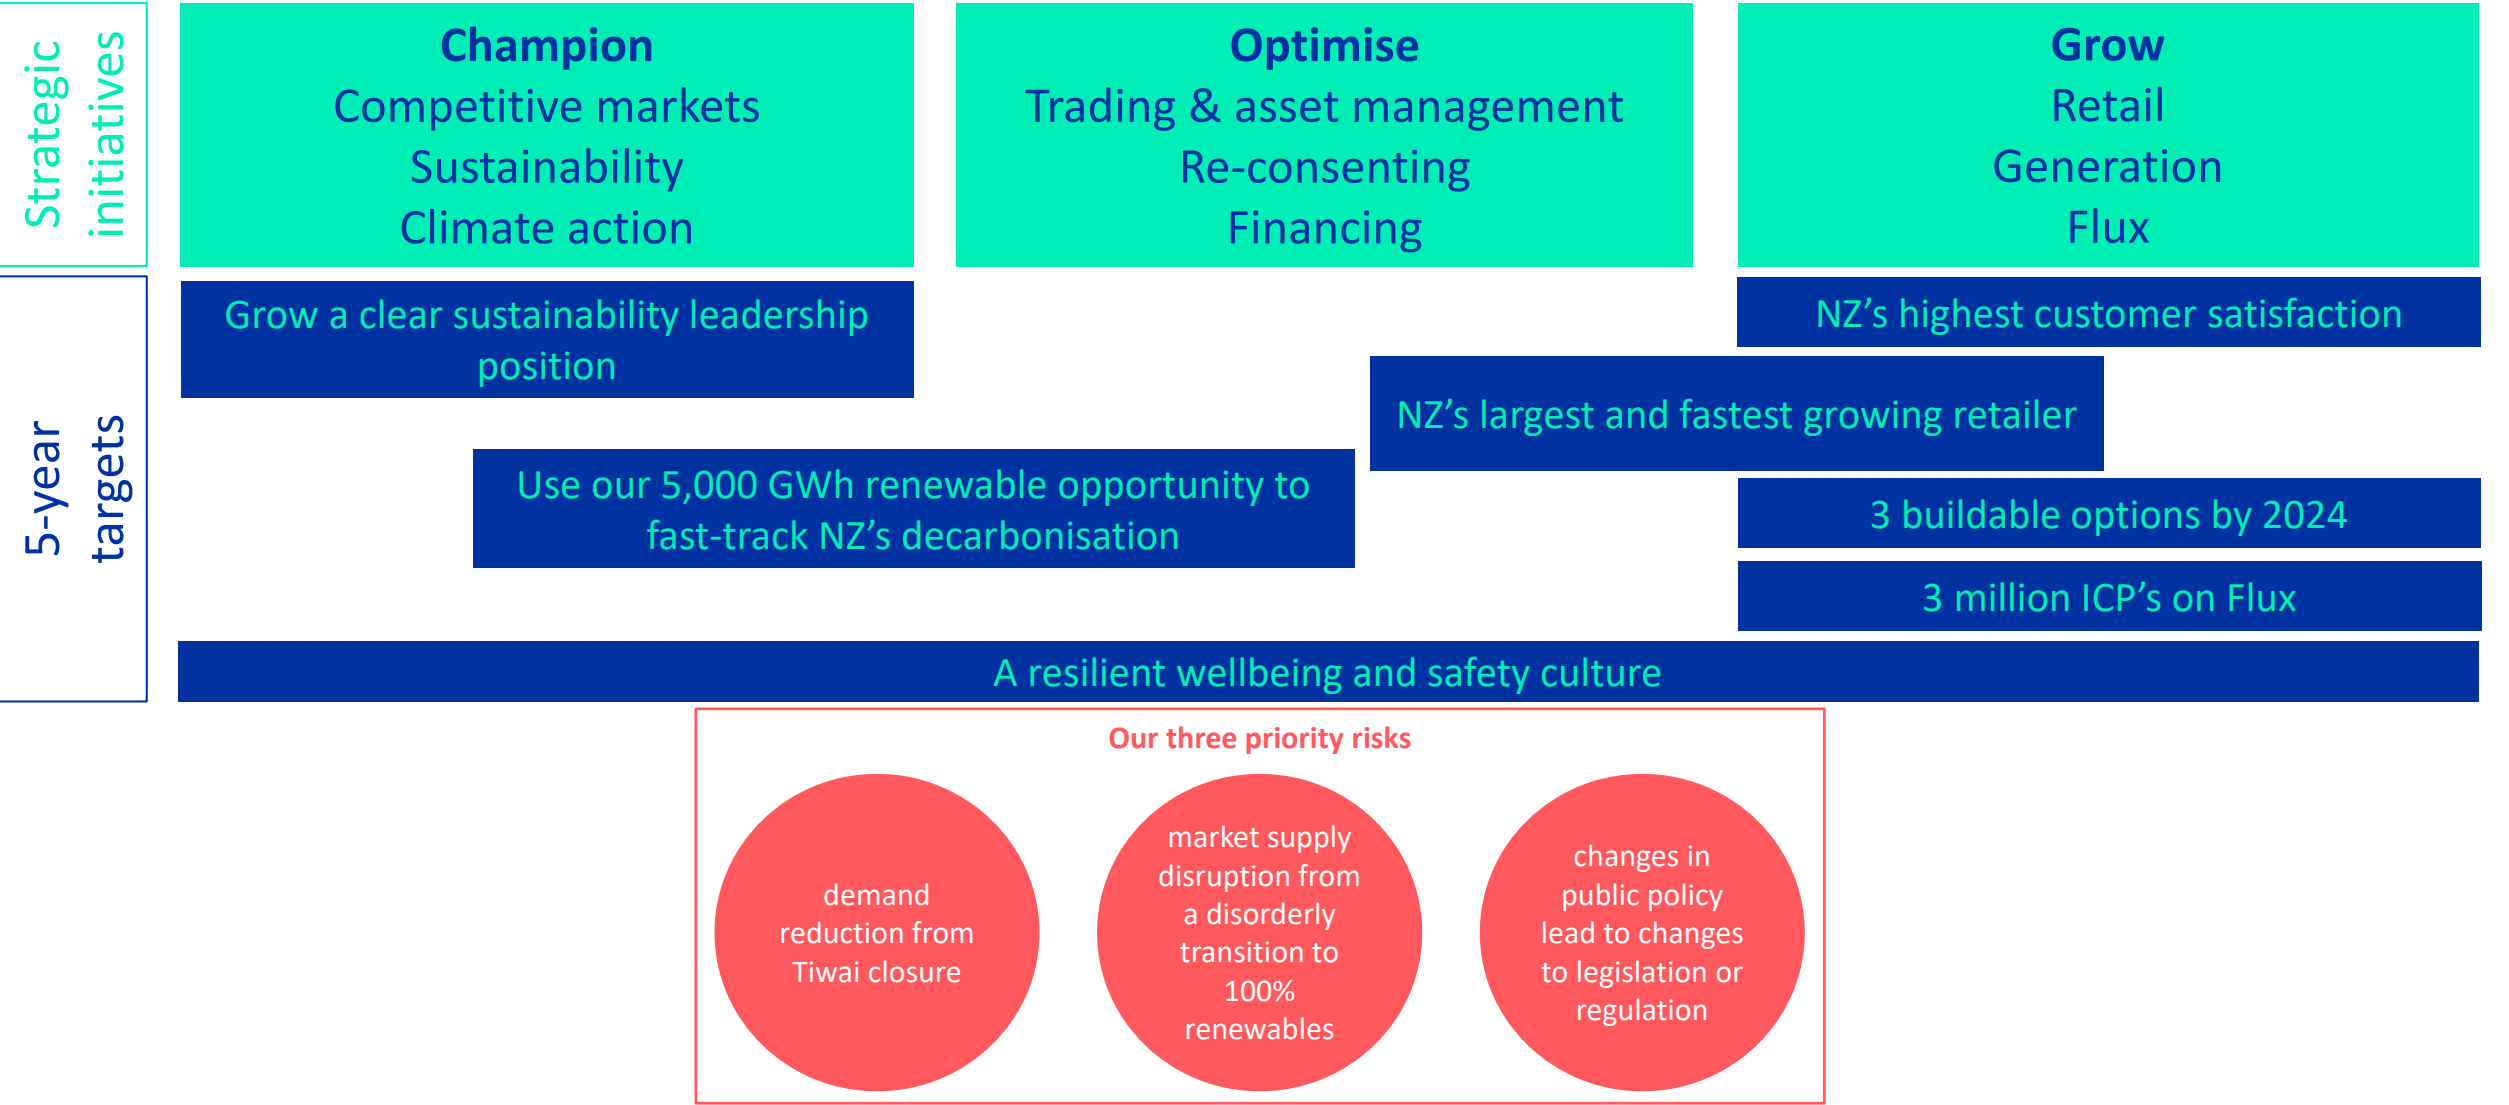 Strategic
initiatives
Champion
Competitive markets
Sustainability
Climate action
Optimise
Trading & asset management
Re-consenting
Financing
Grow
Retail
Generation
Flux
5-year
targets
Grow a clear sustainability leadership
position
NZ’s highest customer satisfaction
NZ’s largest and fastest growing retailer
Use our 5,000 GWh renewable opportunity to
fast-track NZ’s decarbonisation
3 buildable options by 2024
3 million ICP’s on Flux
A resilient wellbeing and safety culture
Our three priority risks
demand
reduction from
Tiwai closure
market supply
disruption from
a disorderly
transition to
100%
renewables
changes in
public policy
lead to changes
to legislation or
regulation